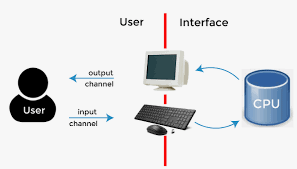 User
Interface
output
channel
User
input
channel
CPU